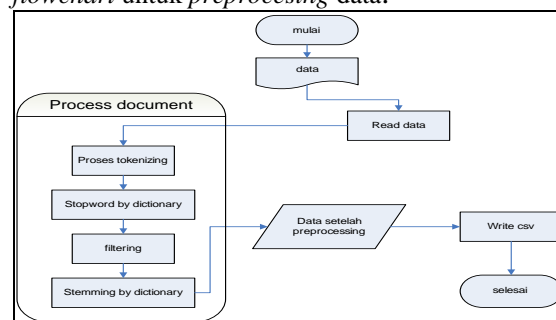 flowchart untuk preprocesing data.
mulai
data
Read data
Process document
Proses tokenizing
Stopword by dictionary
filtering
Stemming by dictionary
Data setelah
preprocessing
Write csv
selesai